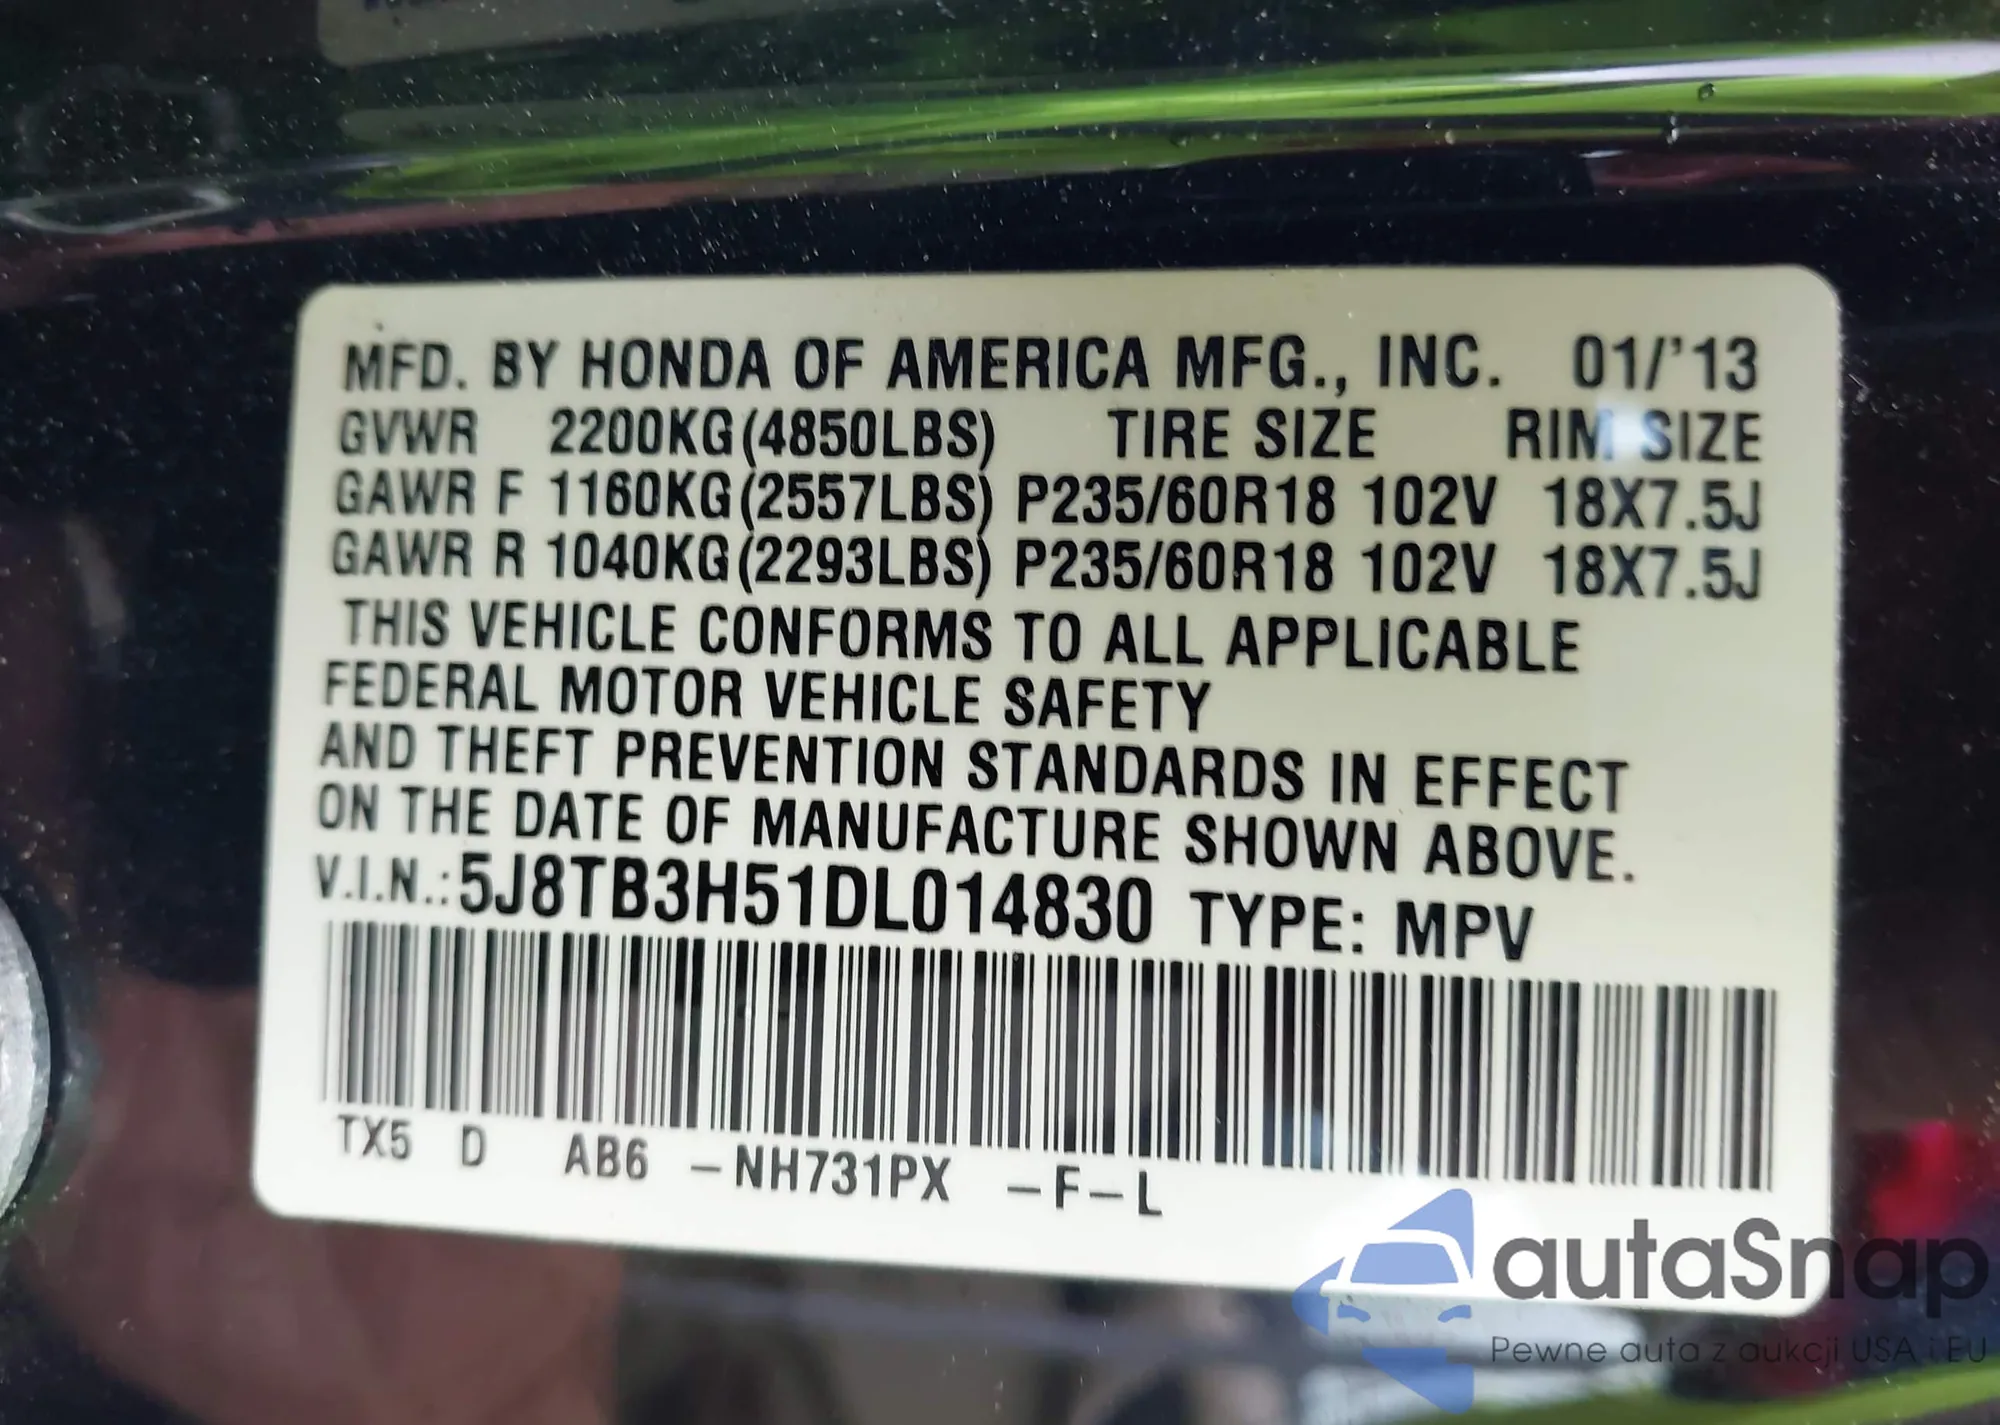 MFD. BY HONDA OF AMERICA MFG., INC. 01/'13
GVWR 2200KG(4850LBS) TIRE SIZE RIM SIZE
GAWR F 1160KG(2557LBS) P235/60R18 102V 18X7.5J
GAWR R 1040KG(2293LBS) P235/60R18 102V 18X7.5J
THIS VEHICLE CONFORMS TO ALL APPLICABLE
FEDERAL MOTOR VEHICLE SAFETY
AND THEFT PREVENTION STANDARDS IN EFFECT
ON THE DATE OF MANUFACTURE SHOWN ABOVE.
V.I.N.:5J8TB3H51DL014830 TYPE: MPV
TX5 D AB6 -NH731PX -F-L
autaSnap
Pewne auta z aukcji USA i EU